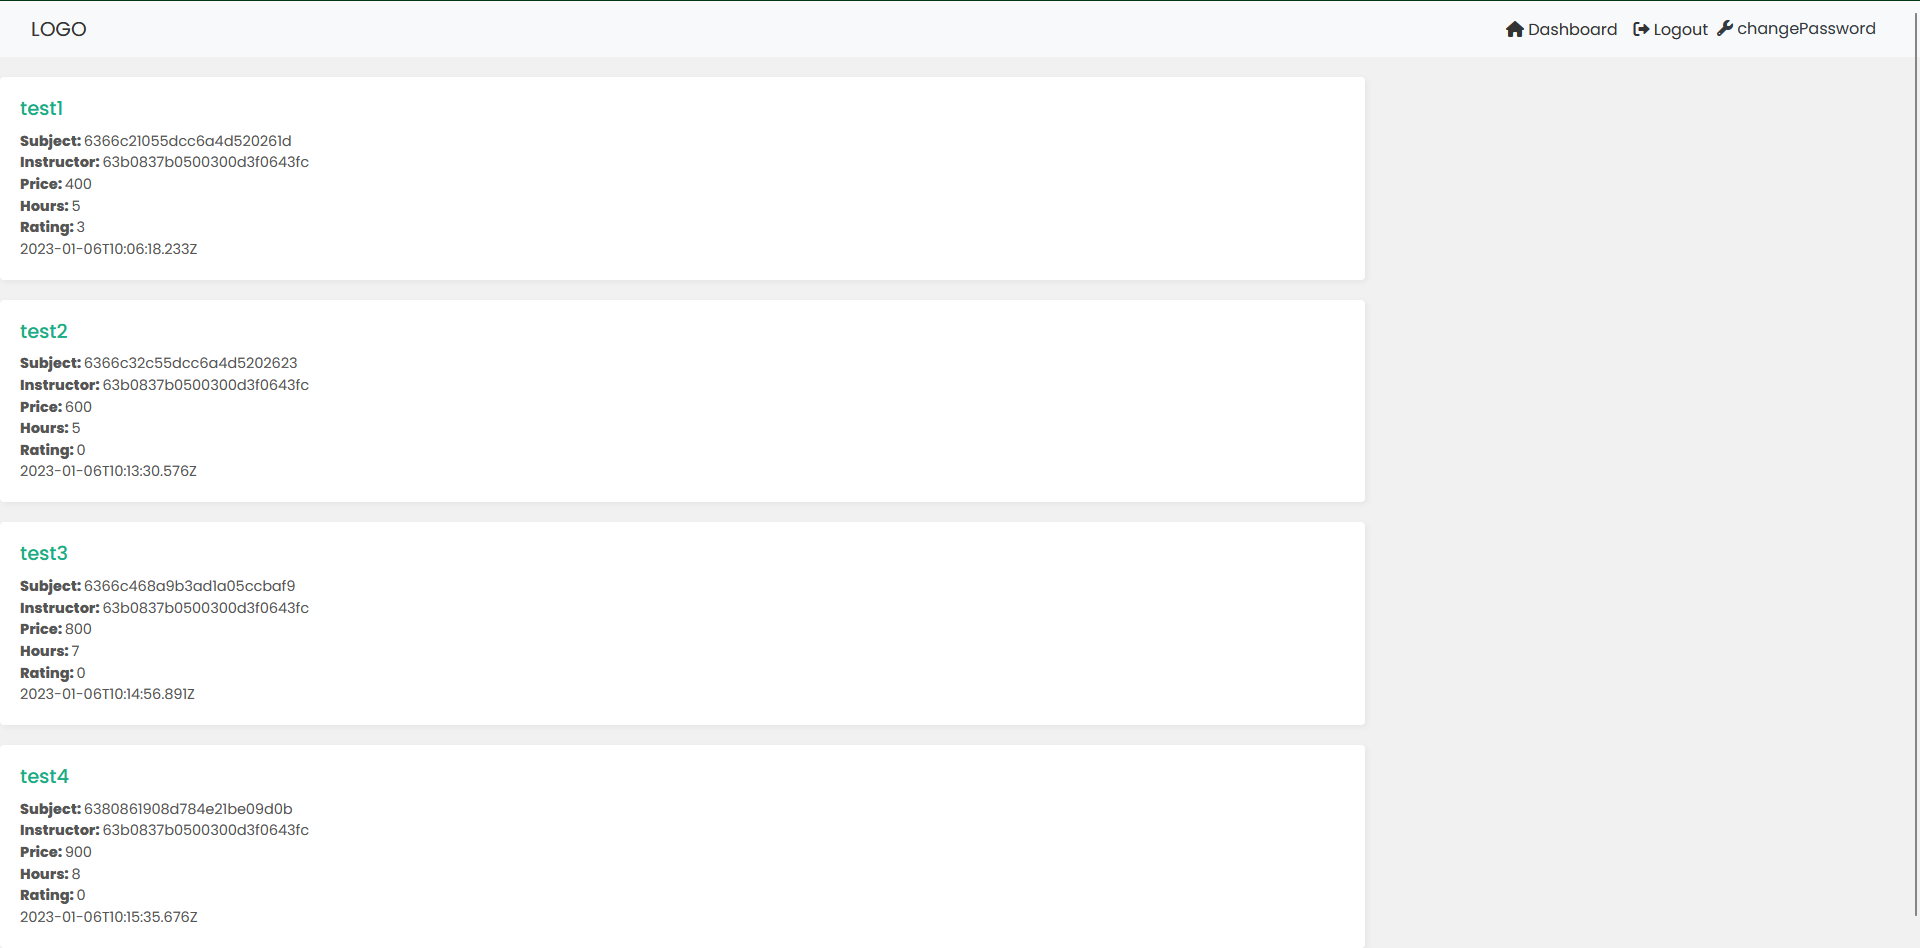 LOGO
Dashboard Logout changePassword
test1
Subject: 6366c21055dcc6a4d520261d
Instructor: 63b0837b0500300d3f0643fc
Price: 400
Hours: 5
Rating: 3
2023-01-06T10:06:18.233Z
test2
Subject: 6366c32c55dcc6a4d5202623
Instructor: 63b0837b0500300d3f0643fc
Price: 600
Hours: 5
Rating: 0
2023-01-06T10:13:30.576Z
test3
Subject: 6366c468a9b3ad1a05ccbaf9
Instructor: 63b0837b0500300d3f0643fc
Price: 800
Hours: 7
Rating: 0
2023-01-06T10:14:56.891Z
test4
Subject: 6380861908d784e21be09d0b
Instructor: 63b0837b0500300d3f0643fc
Price: 900
Hours: 8
Rating: 0
2023-01-06T10:15:35.676Z